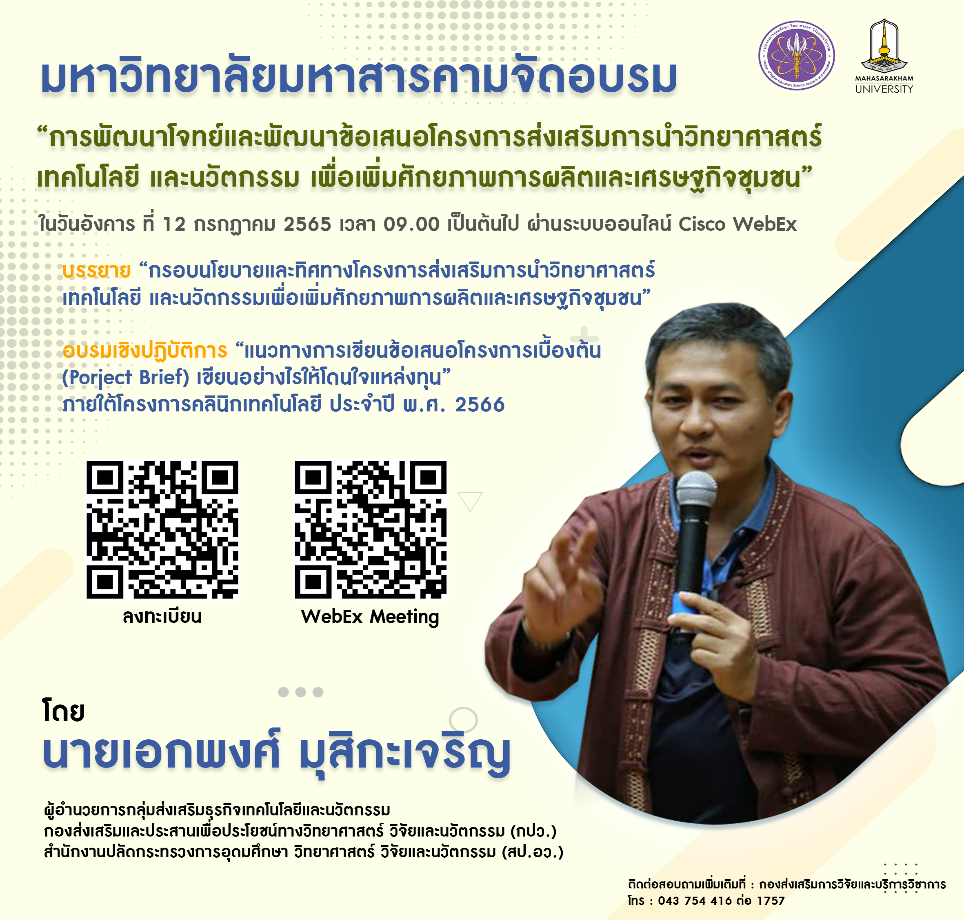 มหาวิทยาลัยมหาสารคามจัดอบรม
MAHASARAKHAM
UNIVERSITY
“การพัฒนาโจทย์และพัฒนาข้อเสนอโครงการส่งเสริมการนำวิทยาศาสตร์
เทคโนโลยี และนวัตกรรม เพื่อเพิ่มศักยภาพการผลิตและเศรษฐกิจชุมชน”
ในวันอังคาร ที่ 12 กรกฎาคม 2565 เวลา 09.00 เป็นต้นไป ผ่านระบบออนไลน์ Cisco WebEx
บรรยาย “กรอบนโยบายและทิศทางโครงการส่งเสริมการนำวิทยาศาสตร์
เทคโนโลยี และนวัตกรรมเพื่อเพิ่มศักยภาพการผลิตและเศรษฐกิจชุมชน”
อบรมเชิงปฏิบัติการ “แนวทางการเขียนข้อเสนอโครงการเบื้องต้น
(Porject Brief) เขียนอย่างไรให้โดนใจแหล่งทุน”
ภายใต้โครงการคลินิกเทคโนโลยี ประจำปี พ.ศ. 2566
ลงทะเบียน
WebEx Meeting
โดย
นายเอกพงศ์ มุสิกะเจริญ
ผู้อำนวยการกลุ่มส่งเสริมธุรกิจเทคโนโลยีและนวัตกรรม
กองส่งเสริมและประสานเพื่อประโยชน์ทางวิทยาศาสตร์ วิจัยและนวัตกรรม (กปว.)
สำนักงานปลัดกระทรวงการอุดมศึกษา วิทยาศาสตร์ วิจัยและนวัตกรรม (สป.อว.)
ติดต่อสอบถามเพิ่มเติมที่ : กองส่งเสริมการวิจัยและบริการวิชาการ
โทร : 043 754 416 ต่อ 1757